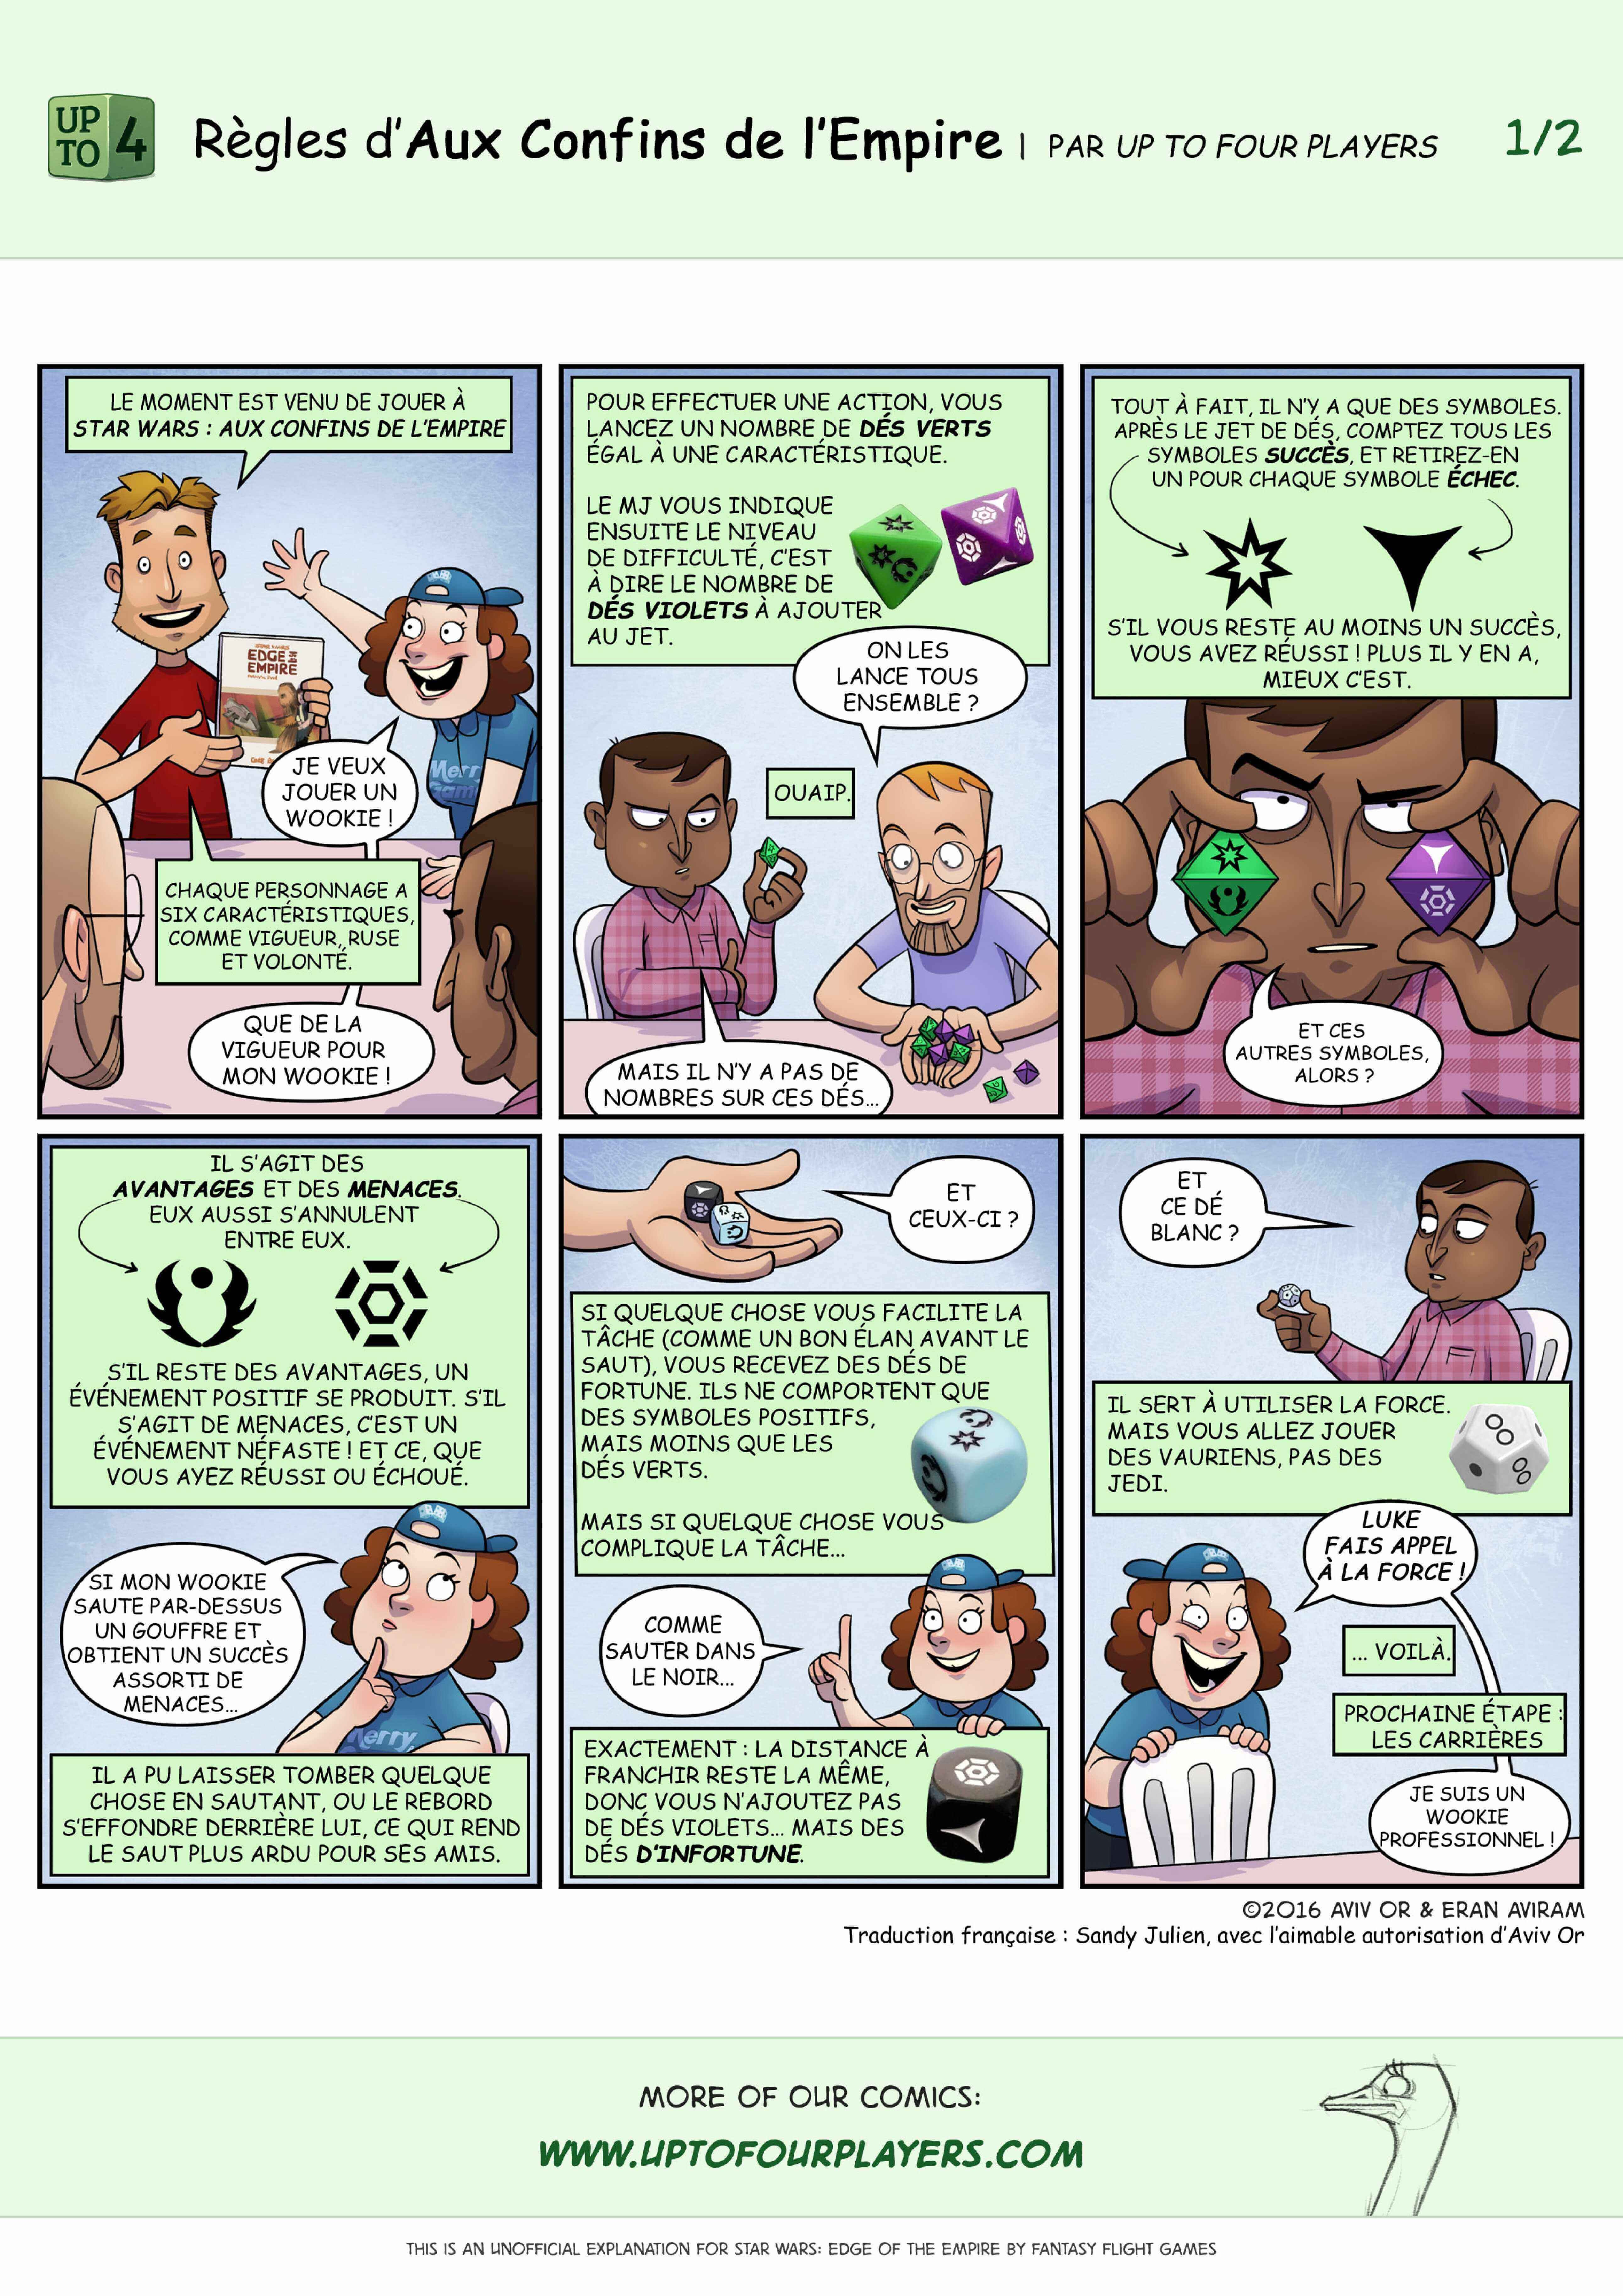 UP
TO 4
Règles d'Aux Confins de l'Empire | PAR UP TO FOUR PLAYERS 1/2
LE MOMENT EST VENU DE JOUER À
STAR WARS : AUX CONFINS DE L'EMPIRE
EDGE OF THE
EMPIRE
JE VEUX
JOUER UN
WOOKIE !
Merry
Gam
CHAQUE PERSONNAGE A
SIX CARACTÉRISTIQUES,
COMME VIGUEUR, RUSE
ET VOLONTÉ.
QUE DE LA
VIGUEUR POUR
MON WOOKIE !
POUR EFFECTUER UNE ACTION, VOUS
LANCEZ UN NOMBRE DE DÉS VERTS
ÉGAL À UNE CARACTÉRISTIQUE.
LE MJ VOUS INDIQUE
ENSUITE LE NIVEAU
DE DIFFICULTÉ, C'EST
À DIRE LE NOMBRE DE
DÉS VIOLETS À AJOUTER
AU JET.
ON LES
LANCE TOUS
ENSEMBLE ?
OUAIP.
MAIS IL N'Y A PAS DE
NOMBRES SUR CES DÉS...
TOUT À FAIT, IL N'Y A QUE DES SYMBOLES.
APRÈS LE JET DE DÉS, COMPTEZ TOUS LES
SYMBOLES SUCCÈS, ET RETIREZ-EN
UN POUR CHAQUE SYMBOLE ÉCHEC.
S'IL VOUS RESTE AU MOINS UN SUCCÈS,
VOUS AVEZ RÉUSSI ! PLUS IL Y EN A,
MIEUX C'EST.
ET CES
AUTRES SYMBOLES,
ALORS ?
IL S'AGIT DES
AVANTAGES ET DES MENACES.
EUX AUSSI S'ANNULENT
ENTRE EUX.
S'IL RESTE DES AVANTAGES, UN
ÉVÉNEMENT POSITIF SE PRODUIT. S'IL
S'AGIT DE MENACES, C'EST UN
ÉVÉNEMENT NÉFASTE ! ET CE, QUE
VOUS AYEZ RÉUSSI OU ÉCHOUÉ.
SI MON WOOKIE
SAUTE PAR-DESSUS
UN GOUFFRE ET
OBTIENT UN SUCCÈS
ASSORTI DE
MENACES...
Merry
IL A PU LAISSER TOMBER QUELQUE
CHOSE EN SAUTANT, OU LE REBORD
S'EFFONDRE DERRIÈRE LUI, CE QUI REND
LE SAUT PLUS ARDU POUR SES AMIS.
ET
CEUX-CI ?
SI QUELQUE CHOSE VOUS FACILITE LA
TÂCHE (COMME UN BON ÉLAN AVANT LE
SAUT), VOUS RECEVEZ DES DÉS DE
FORTUNE. ILS NE COMPORTENT QUE
DES SYMBOLES POSITIFS,
MAIS MOINS QUE LES
DÉS VERTS.
MAIS SI QUELQUE CHOSE VOUS
COMPLIQUE LA TÂCHE...
COMME
SAUTER DANS
LE NOIR...
EXACTEMENT : LA DISTANCE À
FRANCHIR RESTE LA MÊME,
DONC VOUS N'AJOUTEZ PAS
DE DÉS VIOLETS... MAIS DES
DÉS D'INFORTUNE.
ET
CE DÉ
BLANC ?
IL SERT À UTILISER LA FORCE.
MAIS VOUS ALLEZ JOUER
DES VAURIENS, PAS DES
JEDI.
LUKE
FAIS APPEL
À LA FORCE !
... VOILÀ.
PROCHAINE ÉTAPE :
LES CARRIÈRES
JE SUIS UN
WOOKIE
PROFESSIONNEL !
©2016 AVIV OR & ERAN AVIRAM
Traduction française : Sandy Julien, avec l'aimable autorisation d'Aviv Or
MORE OF OUR COMICS:
WWW.UPTOFOURPLAYERS.COM
THIS IS AN UNOFFICIAL EXPLANATION FOR STAR WARS: EDGE OF THE EMPIRE BY FANTASY FLIGHT GAMES